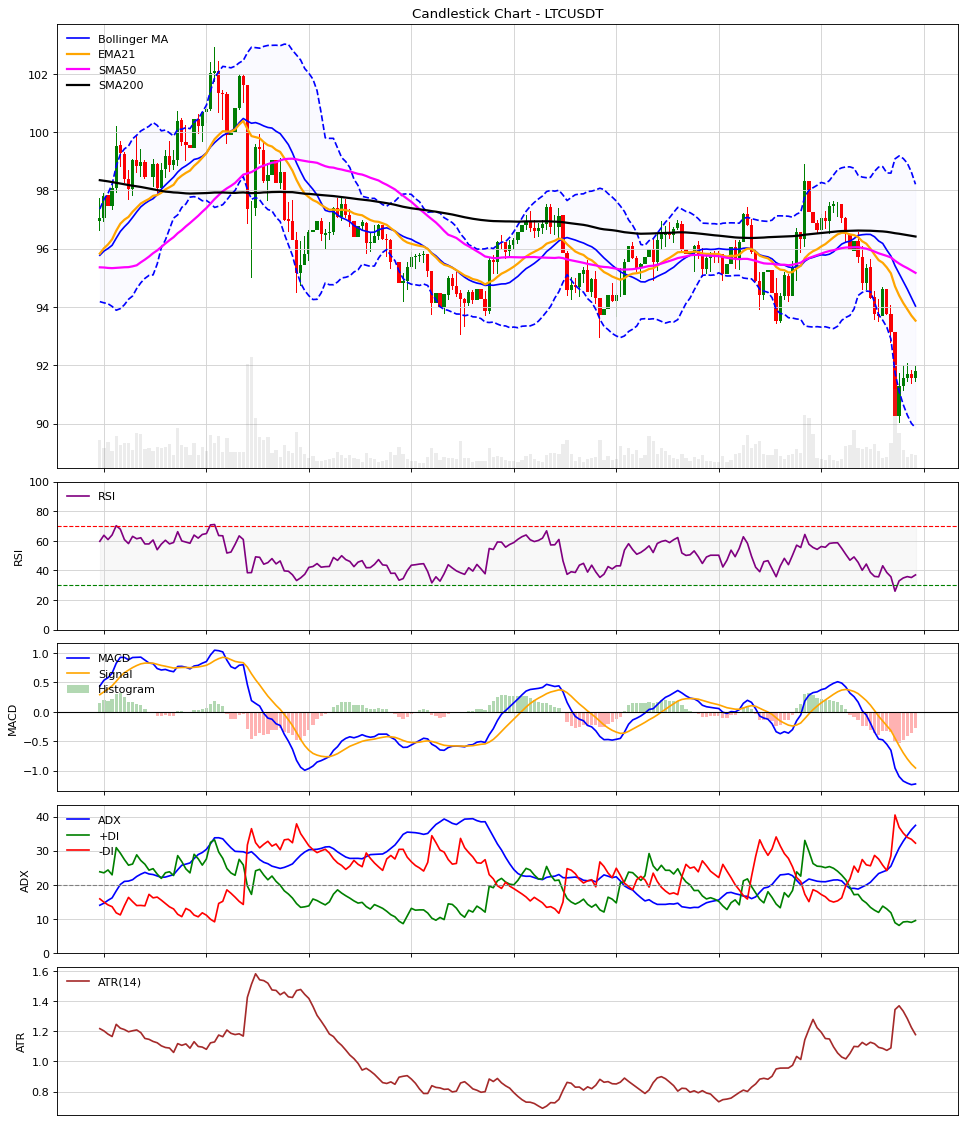 Candlestick Chart - LTCUSDT
Bollinger MA
EMA21
SMA50
SMA200
102
100
98
96
94
92
90
RSI
RSI
100
80
60
40
20
0
MACD
Signal
Histogram
MACD
1.0
0.5
0.0
−0.5
−1.0
ADX
+DI
-DI
ADX
40
30
20
10
0
ATR(14)
ATR
1.6
1.4
1.2
1.0
0.8